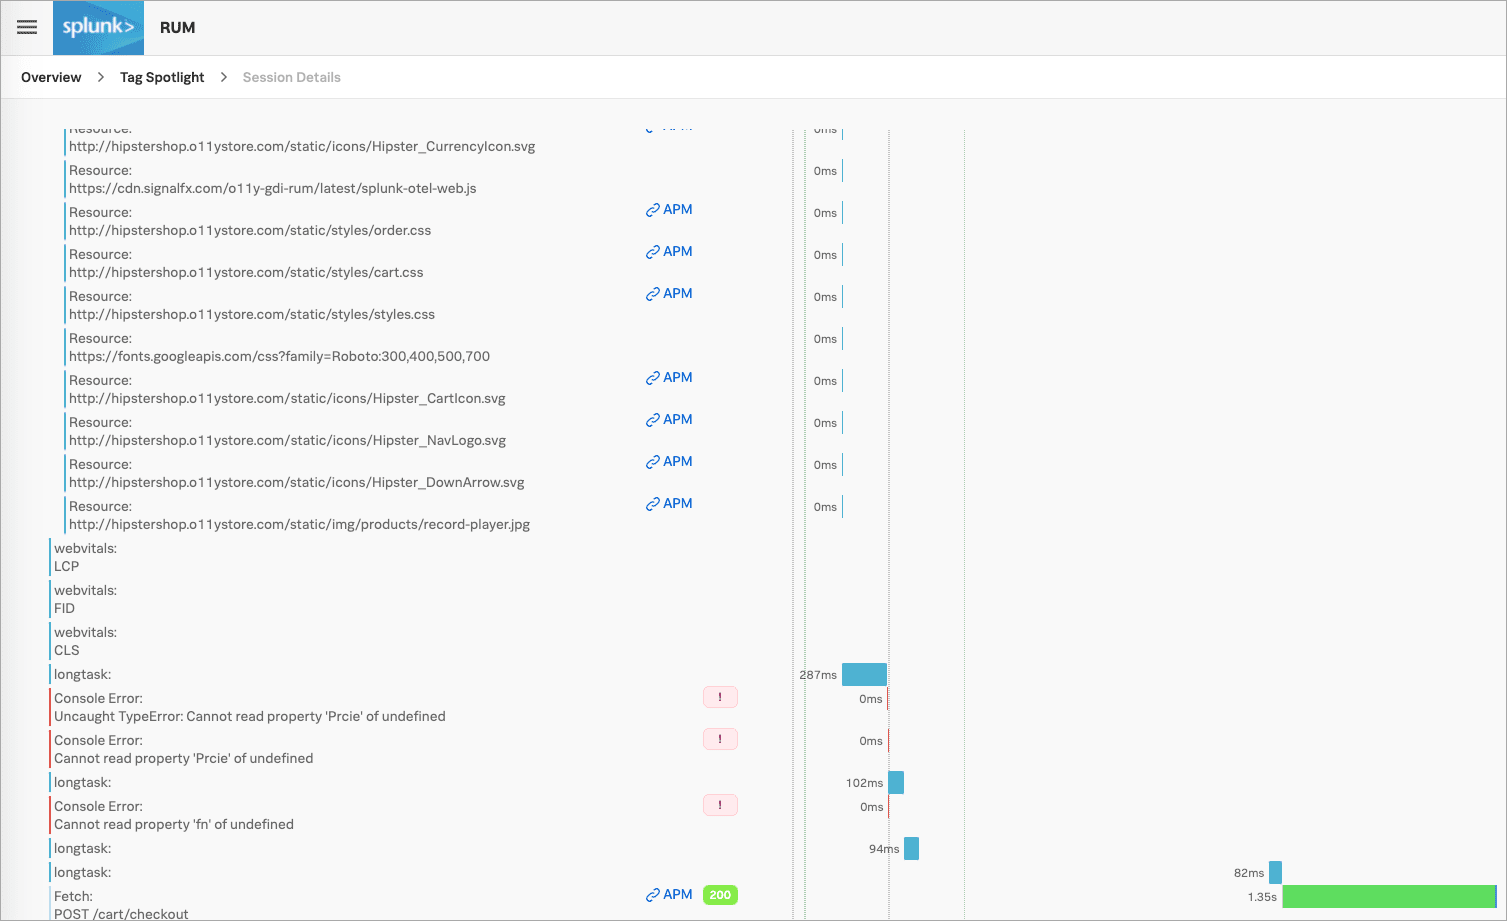 splunk> RUM
Overview > Tag Spotlight > Session Details
Resource: APM 0ms
http://hipstershop.o11ystore.com/static/icons/Hipster_CurrencyIcon.svg
Resource: 0ms
https://cdn.signalfx.com/o11y-gdi-rum/latest/splunk-otel-web.js
Resource: APM 0ms
http://hipstershop.o11ystore.com/static/styles/order.css
Resource: APM 0ms
http://hipstershop.o11ystore.com/static/styles/cart.css
Resource: APM 0ms
http://hipstershop.o11ystore.com/static/styles/styles.css
Resource: 0ms
https://fonts.googleapis.com/css?family=Roboto:300,400,500,700
Resource: APM 0ms
http://hipstershop.o11ystore.com/static/icons/Hipster_CartIcon.svg
Resource: APM 0ms
http://hipstershop.o11ystore.com/static/icons/Hipster_NavLogo.svg
Resource: APM 0ms
http://hipstershop.o11ystore.com/static/icons/Hipster_DownArrow.svg
Resource: APM 0ms
http://hipstershop.o11ystore.com/static/img/products/record-player.jpg
webvitals:
LCP
webvitals:
FID
webvitals:
CLS
longtask: 287ms
Console Error: ! 0ms
Uncaught TypeError: Cannot read property 'Prcie' of undefined
Console Error: ! 0ms
Cannot read property 'Prcie' of undefined
longtask: 102ms
Console Error: ! 0ms
Cannot read property 'fn' of undefined
longtask: 94ms
longtask: 82ms
Fetch: APM 200 1.35s
POST /cart/checkout